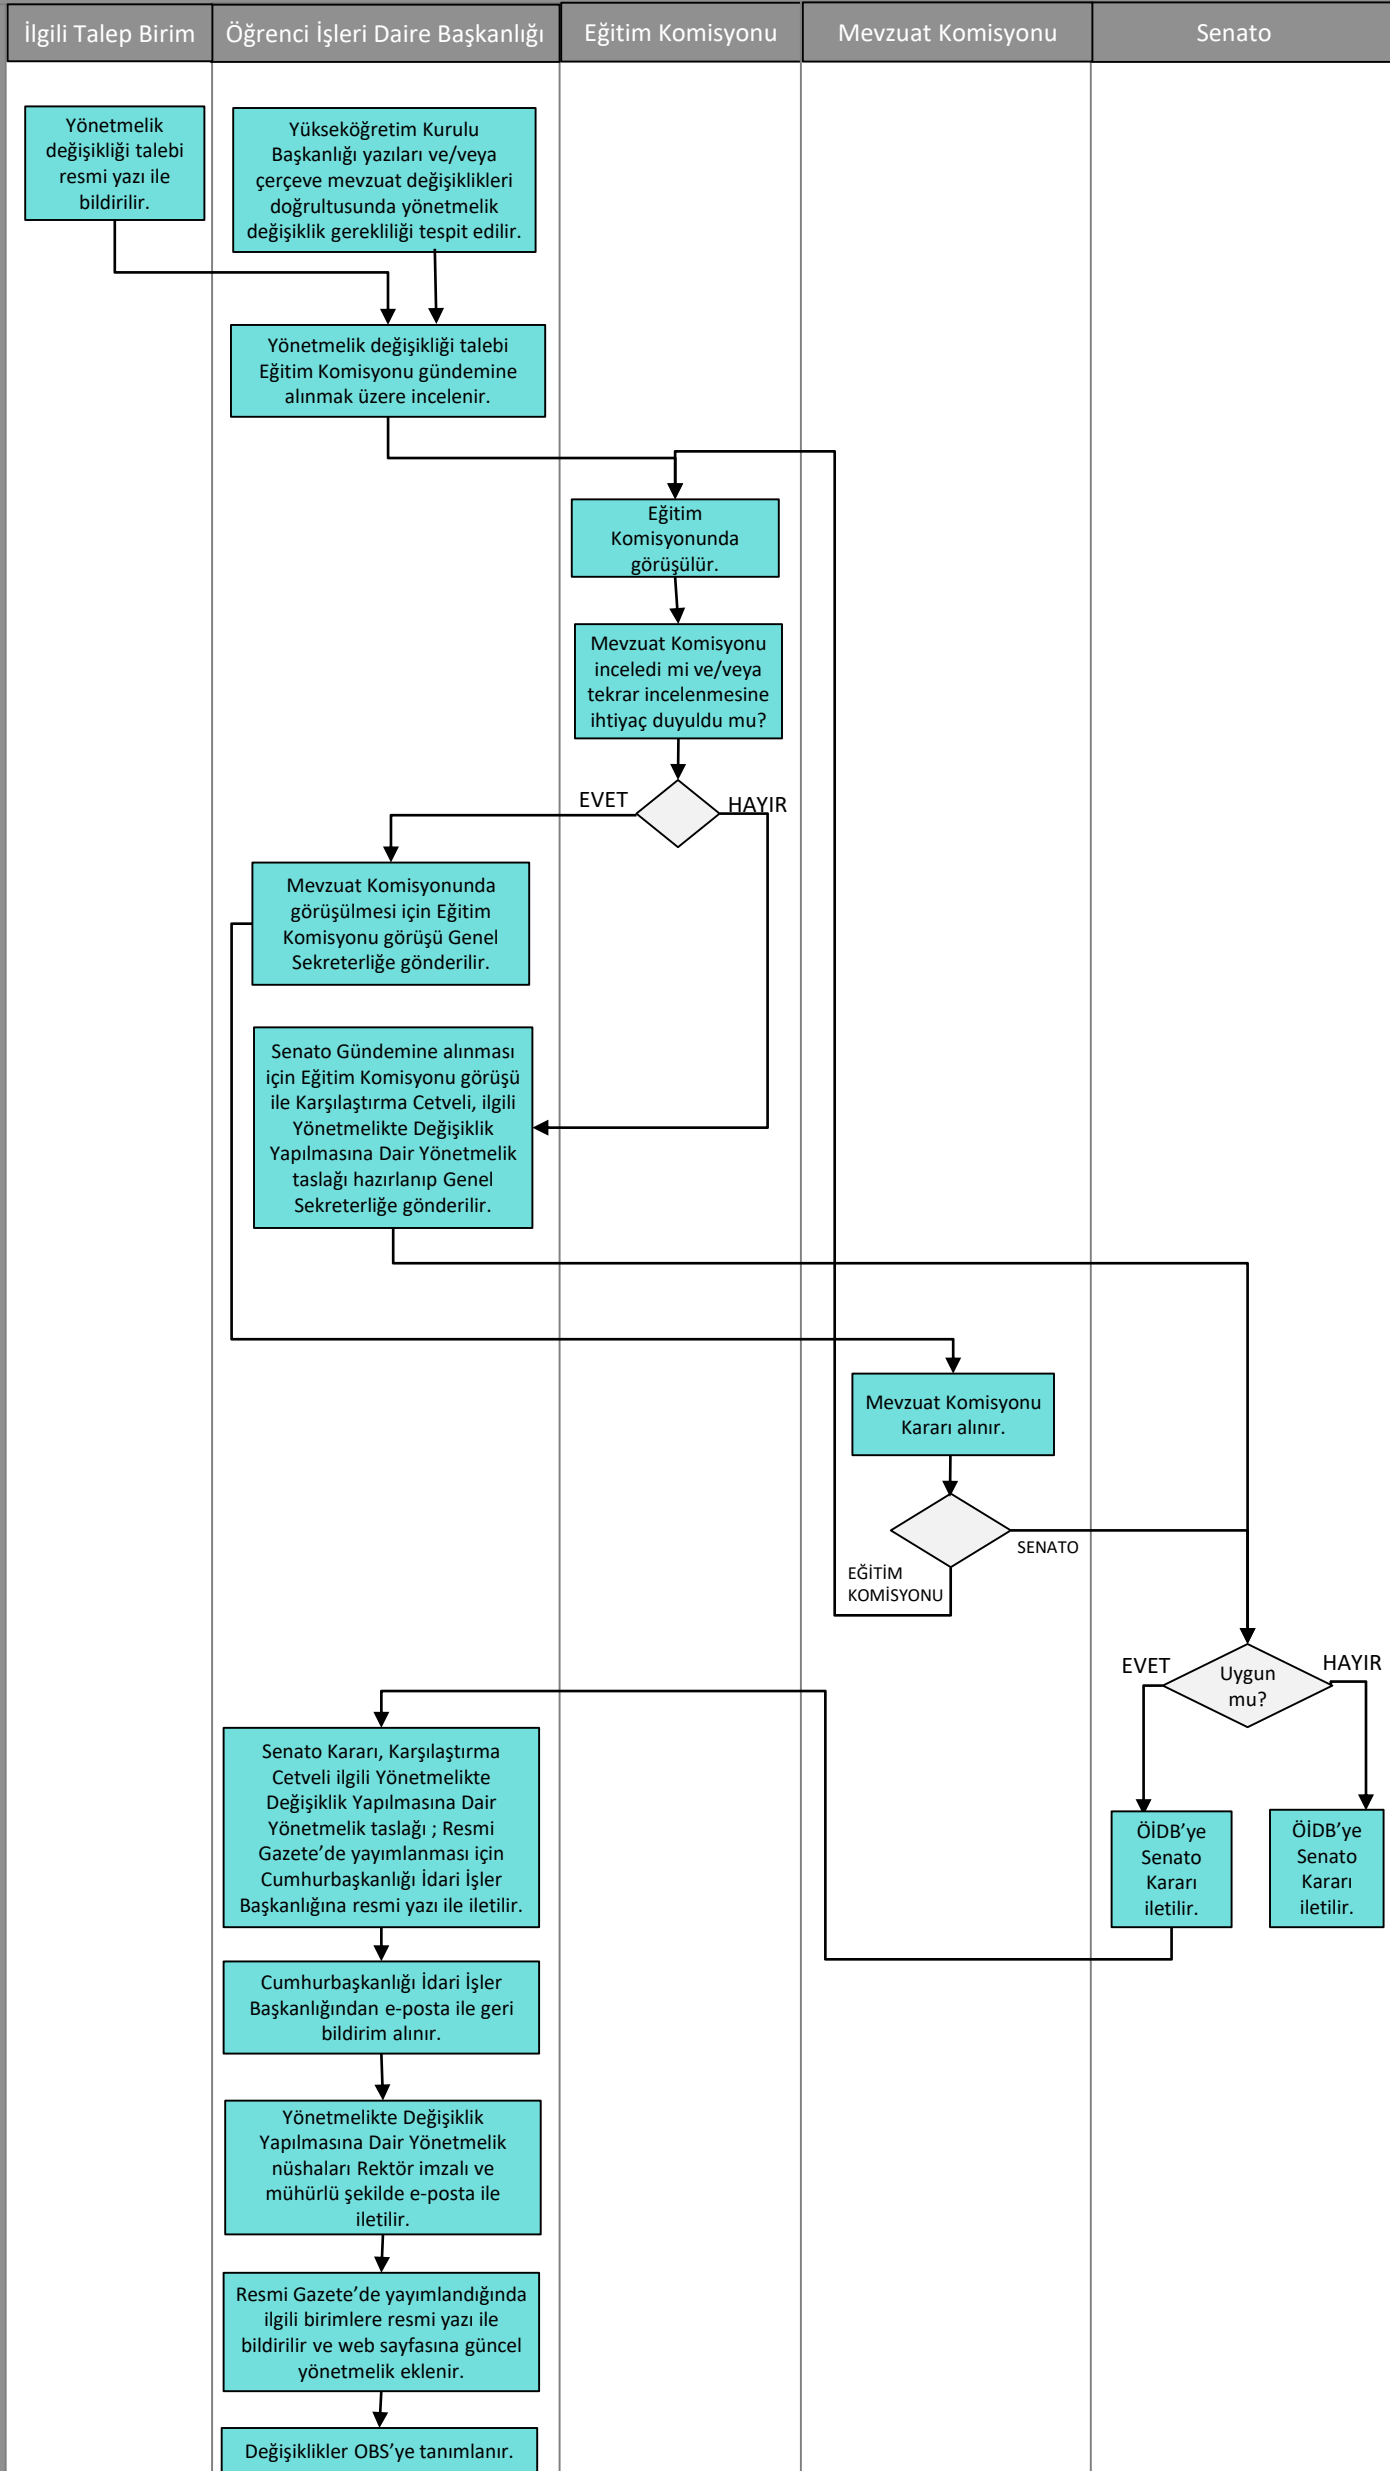 İlgili Talep Birim
Öğrenci İşleri Daire Başkanlığı
Eğitim Komisyonu
Mevzuat Komisyonu
Senato
Yönetmelik
değişikliği talebi
resmi yazı ile
bildirilir.
Yükseköğretim Kurulu
Başkanlığı yazıları ve/veya
çerçeve mevzuat değişiklikleri
doğrultusunda yönetmelik
değişiklik gerekliliği tespit edilir.
Yönetmelik değişikliği talebi
Eğitim Komisyonu gündemine
alınmak üzere incelenir.
Eğitim
Komisyonunda
görüşülür.
Mevzuat Komisyonu
inceledi mi ve/veya
tekrar incelenmesine
ihtiyaç duyuldu mu?
EVET
HAYIR
Mevzuat Komisyonunda
görüşülmesi için Eğitim
Komisyonu görüşü Genel
Sekreterliğe gönderilir.
Senato Gündemine alınması
için Eğitim Komisyonu görüşü
ile Karşılaştırma Cetveli, ilgili
Yönetmelikte Değişiklik
Yapılmasına Dair Yönetmelik
taslağı hazırlanıp Genel
Sekreterliğe gönderilir.
Mevzuat Komisyonu
Kararı alınır.
SENATO
EĞİTİM
KOMİSYONU
EVET
Uygun
mu?
HAYIR
Senato Kararı, Karşılaştırma
Cetveli ilgili Yönetmelikte
Değişiklik Yapılmasına Dair
Yönetmelik taslağı ; Resmi
Gazete’de yayımlanması için
Cumhurbaşkanlığı İdari İşler
Başkanlığına resmi yazı ile iletilir.
ÖİDB’ye
Senato
Kararı
iletilir.
ÖİDB’ye
Senato
Kararı
iletilir.
Cumhurbaşkanlığı İdari İşler
Başkanlığından e-posta ile geri
bildirim alınır.
Yönetmelikte Değişiklik
Yapılmasına Dair Yönetmelik
nüshaları Rektör imzalı ve
mühürlü şekilde e-posta ile
iletilir.
Resmi Gazete’de yayımlandığında
ilgili birimlere resmi yazı ile
bildirilir ve web sayfasına güncel
yönetmelik eklenir.
Değişiklikler OBS’ye tanımlanır.